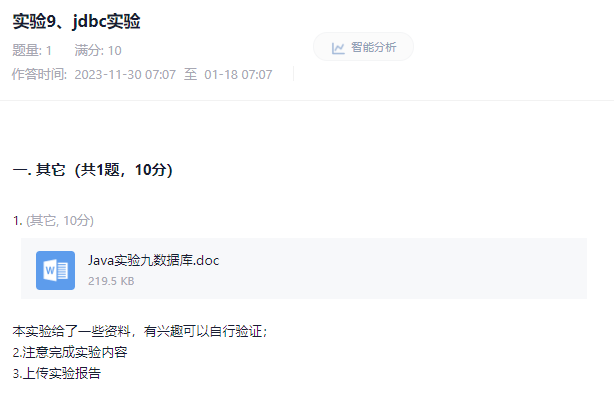 实验9、jdbc实验
题量: 1 满分: 10
智能分析
作答时间: 2023-11-30 07:07 至 01-18 07:07
一. 其它（共1题，10分）
1. (其它, 10分)
W
Java实验九数据库.doc
219.5 KB
本实验给了一些资料，有兴趣可以自行验证；
2.注意完成实验内容
3.上传实验报告